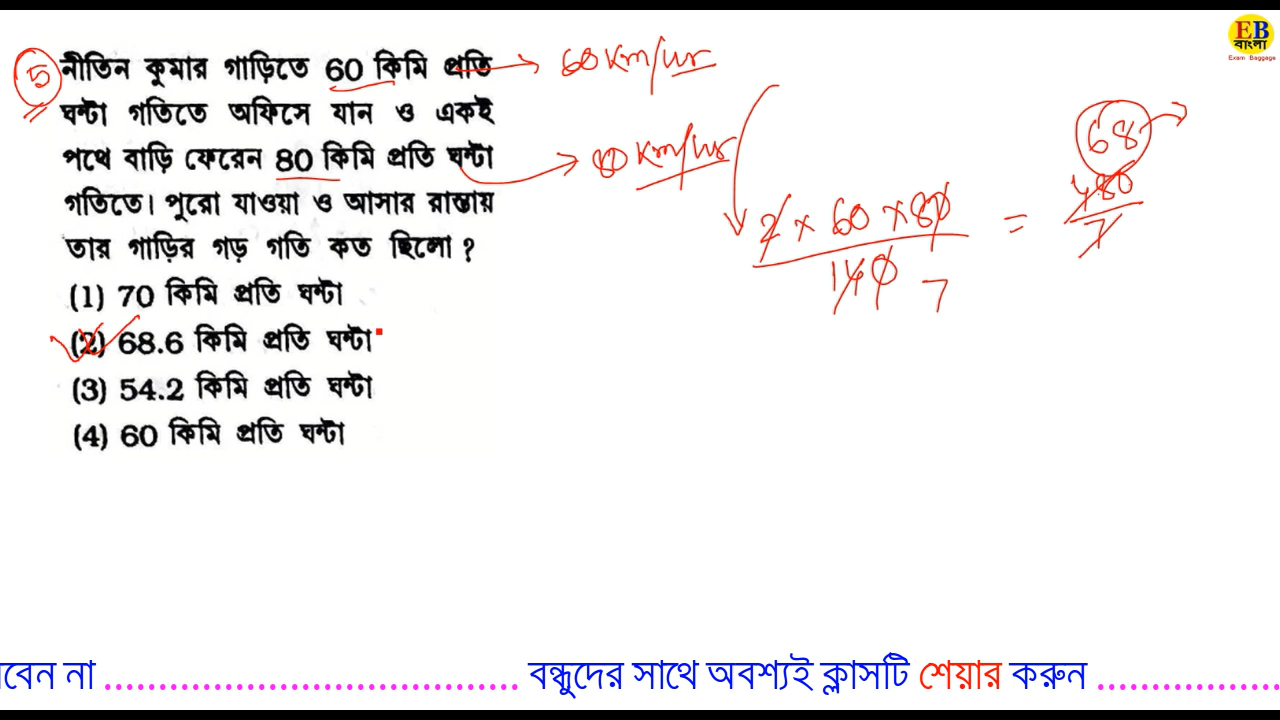 EB
বাংলা
Exam Baggage
5 নীতিন কুমার গাড়িতে 60 কিমি প্রতি
ঘন্টা গতিতে অফিসে যান ও একই
পথে বাড়ি ফেরেন 80 কিমি প্রতি ঘন্টা
গতিতে। পুরো যাওয়া ও আসার রাস্তায়
তার গাড়ির গড় গতি কত ছিলো ?
(1) 70 কিমি প্রতি ঘন্টা
(2) 68.6 কিমি প্রতি ঘন্টা
(3) 54.2 কিমি প্রতি ঘন্টা
(4) 60 কিমি প্রতি ঘন্টা
60 km/hr
80 km/hr
2 × 60 × 80
140 7
=
68
480
7
না ...................................... বন্ধুদের সাথে অবশ্যই ক্লাসটি শেয়ার করুন .................